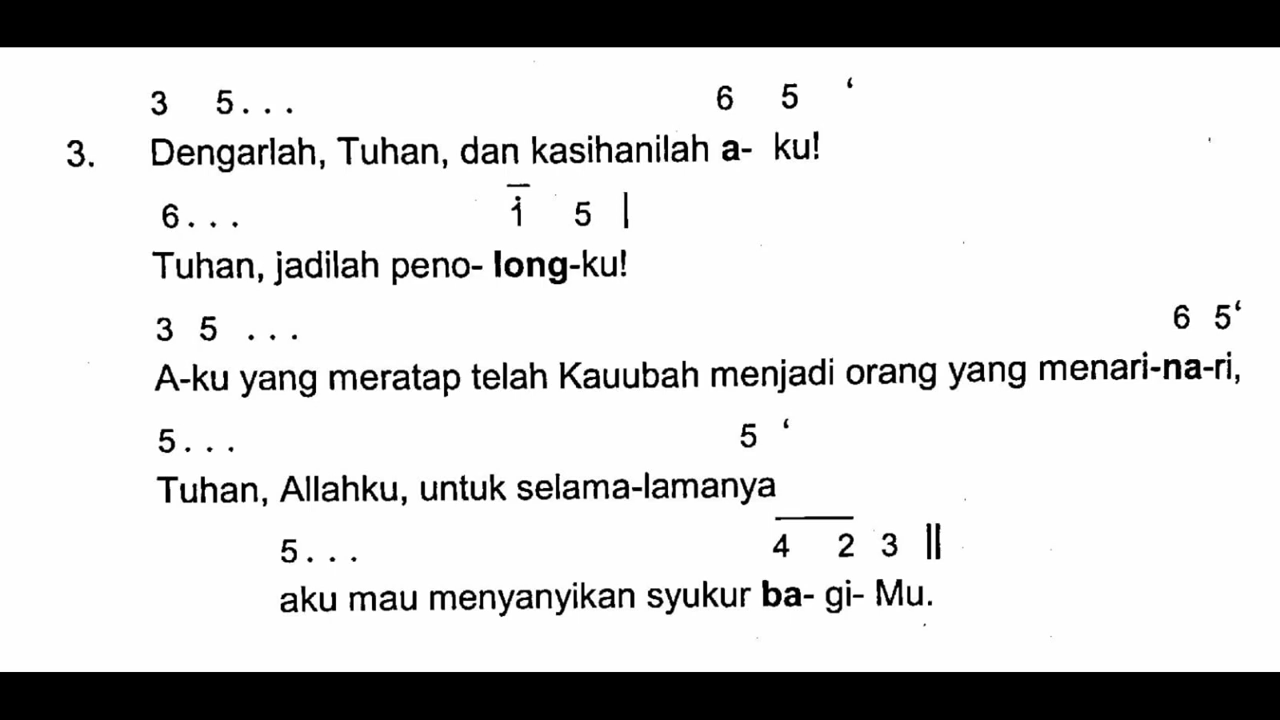 3 5... 6 5 ‘
3. Dengarlah, Tuhan, dan kasihanilah a- ku!
6... i̅ 5 |
Tuhan, jadilah peno- long-ku!
3 5 ... 6 5‘
A-ku yang meratap telah Kauubah menjadi orang yang menari-na-ri,
5... 5 ‘
Tuhan, Allahku, untuk selama-lamanya
5... 4 2 3 ||
aku mau menyanyikan syukur ba- gi- Mu.